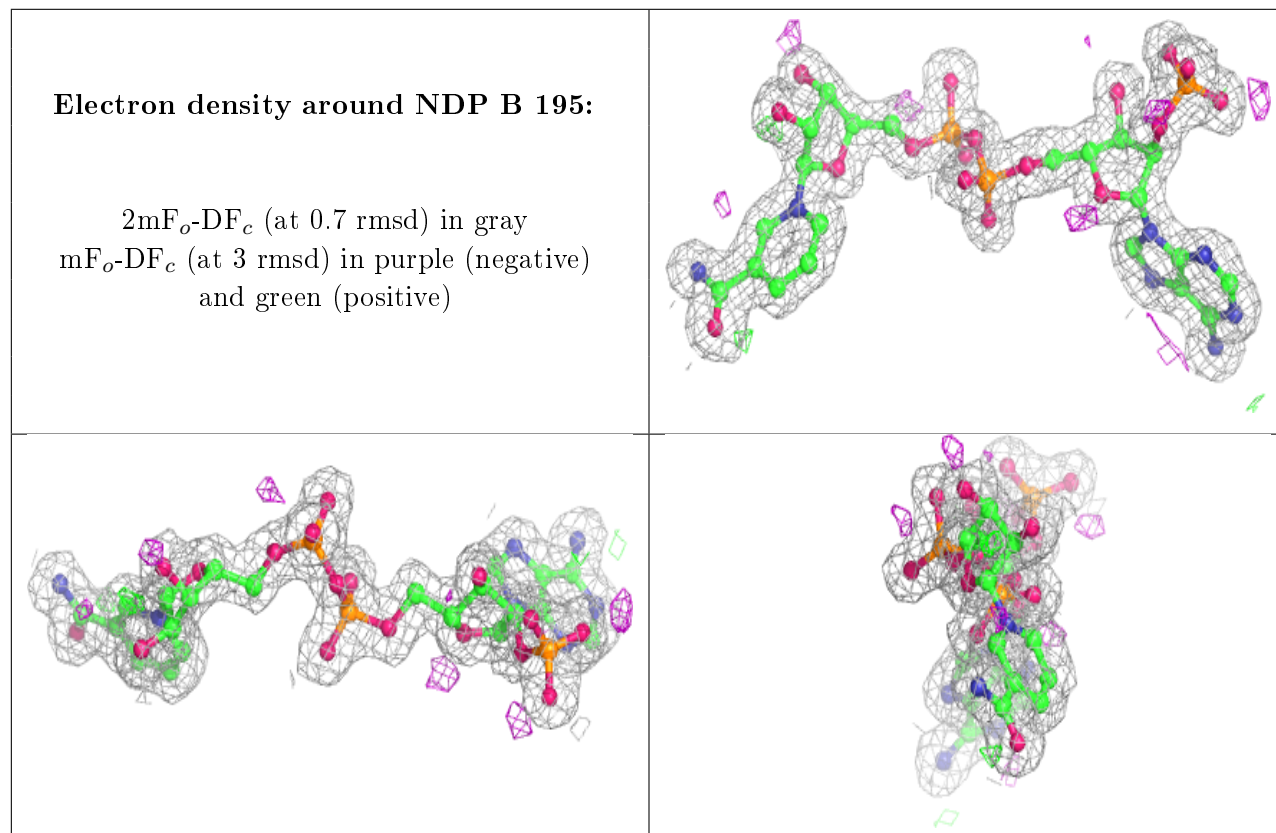 Electron density around NDP B 195:
2mFo-DFc (at 0.7 rmsd) in gray
mFo-DFc (at 3 rmsd) in purple (negative)
and green (positive)